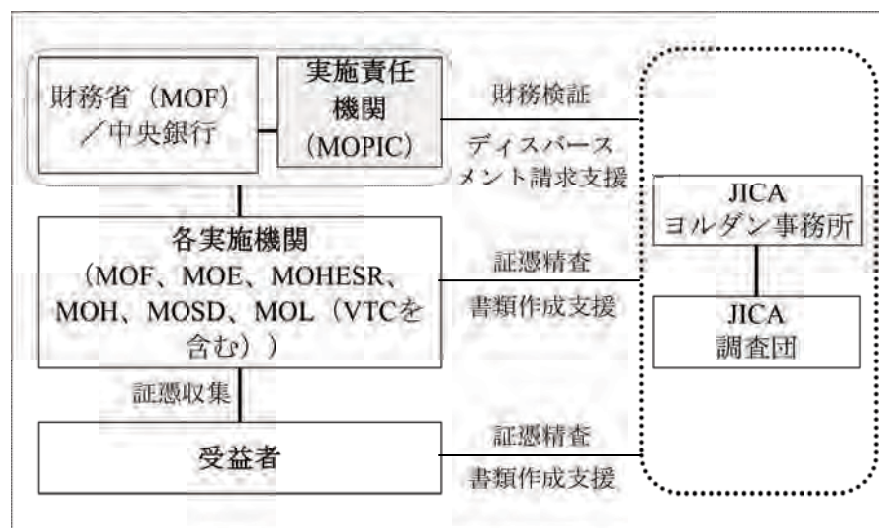 財務省（MOF）
／中央銀行
実施責任
機関
（MOPIC）
財務検証
ディスバース
メント請求支援
JICA
ヨルダン事務所
各実施機関
（MOF、MOE、MOHESR、
MOH、MOSD、MOL（VTCを
含む））
証憑精査
書類作成支援
JICA
調査団
証憑収集
受益者
証憑精査
書類作成支援